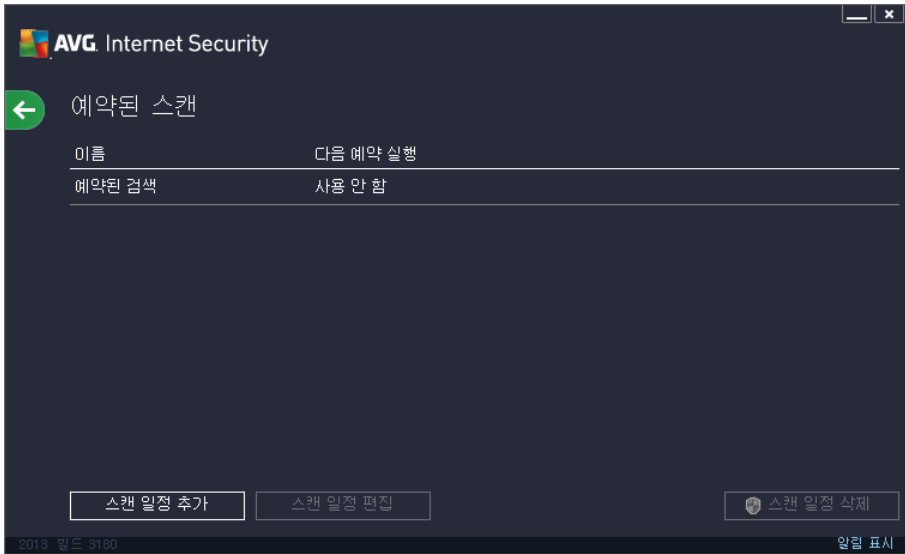 AVG. Internet Security
예약된 스캔
이름 다음 예약 실행
예약된 검색 사용 안 함
스캔 일정 추가 스캔 일정 편집 스캔 일정 삭제
2013 빌드 3180 알림 표시